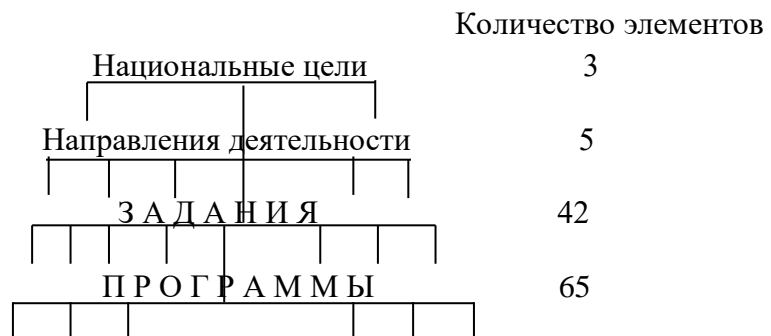 Количество элементов
Национальные цели 3
Направления деятельности 5
З А Д А Н И Я 42
П Р О Г Р А М М Ы 65